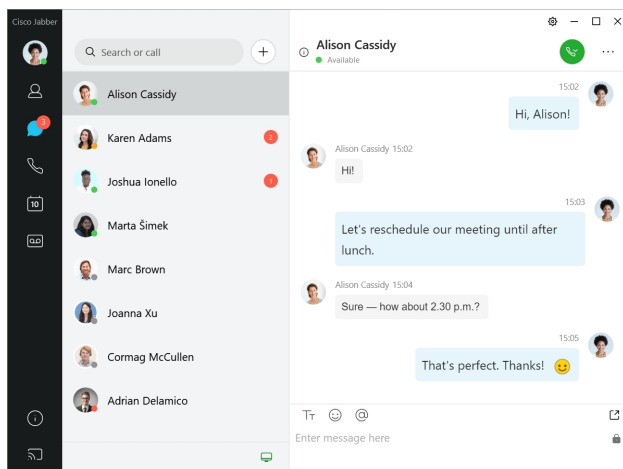 Cisco Jabber
3
10
Search or call
+
Alison Cassidy
Karen Adams
2
Joshua Ionello
1
Marta Šimek
Marc Brown
Joanna Xu
Cormag McCullen
Adrian Delamico
Alison Cassidy
Available
15:02
Hi, Alison!
Alison Cassidy 15:02
Hi!
15:03
Let's reschedule our meeting until after
lunch.
Alison Cassidy 15:04
Sure — how about 2.30 p.m.?
15:05
That's perfect. Thanks!
Enter message here